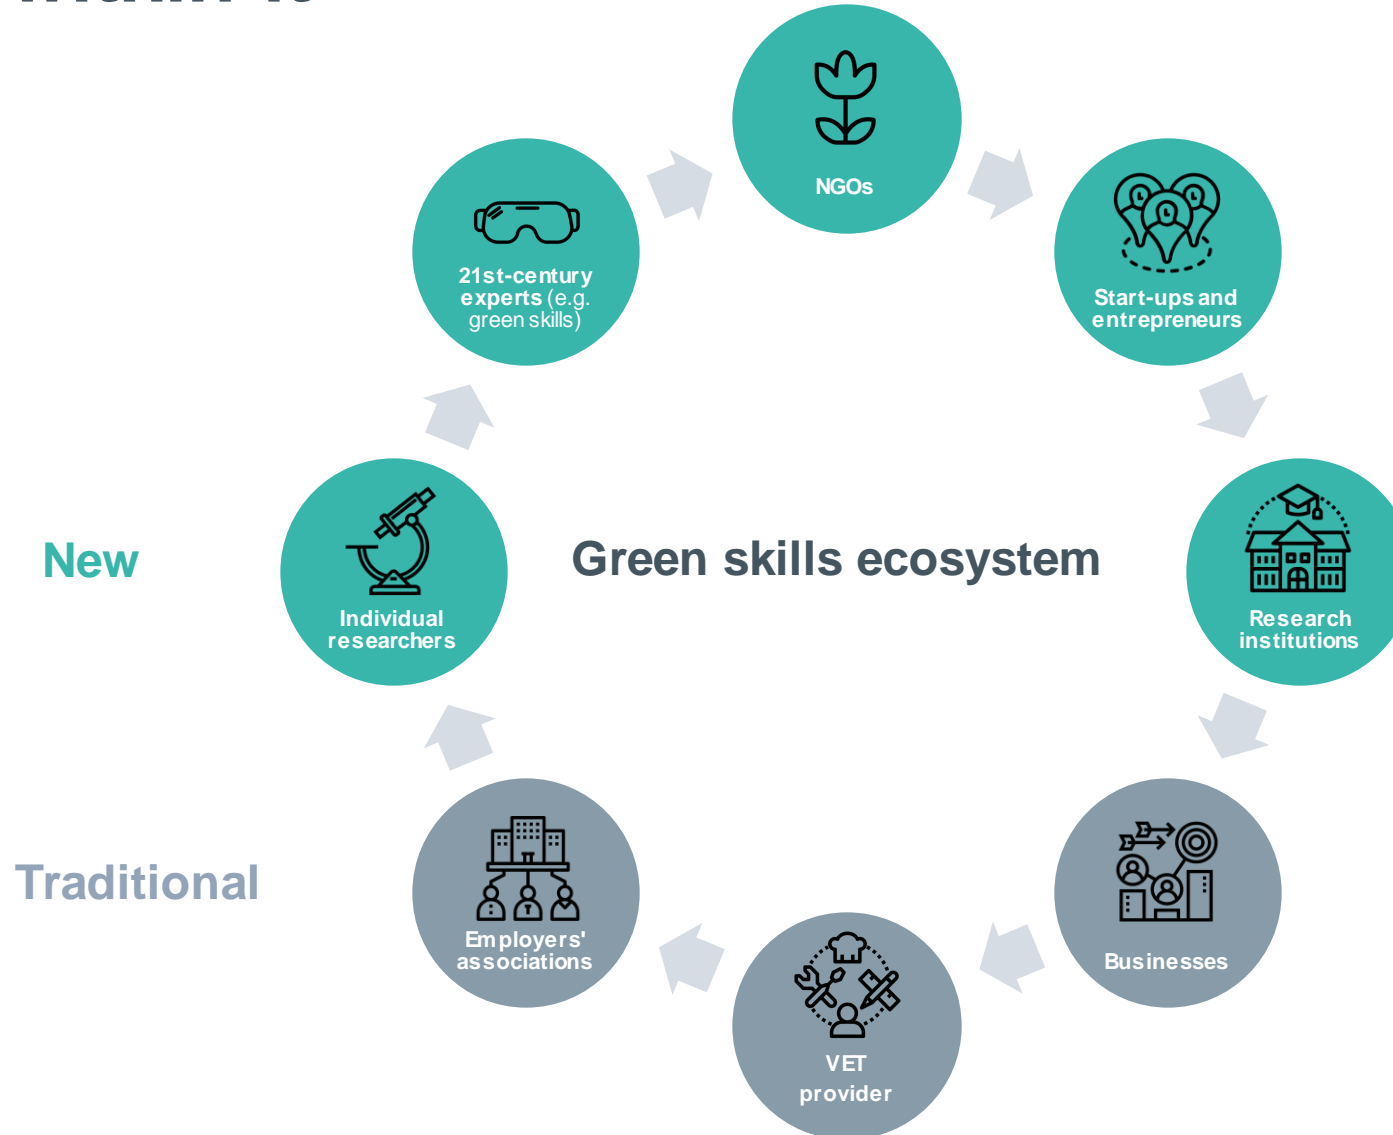 NGOs
21st-century
experts (e.g.
green skills)
Start-ups and
entrepreneurs
New
Green skills ecosystem
Individual
researchers
Research
institutions
Traditional
Employers'
associations
Businesses
VET
provider